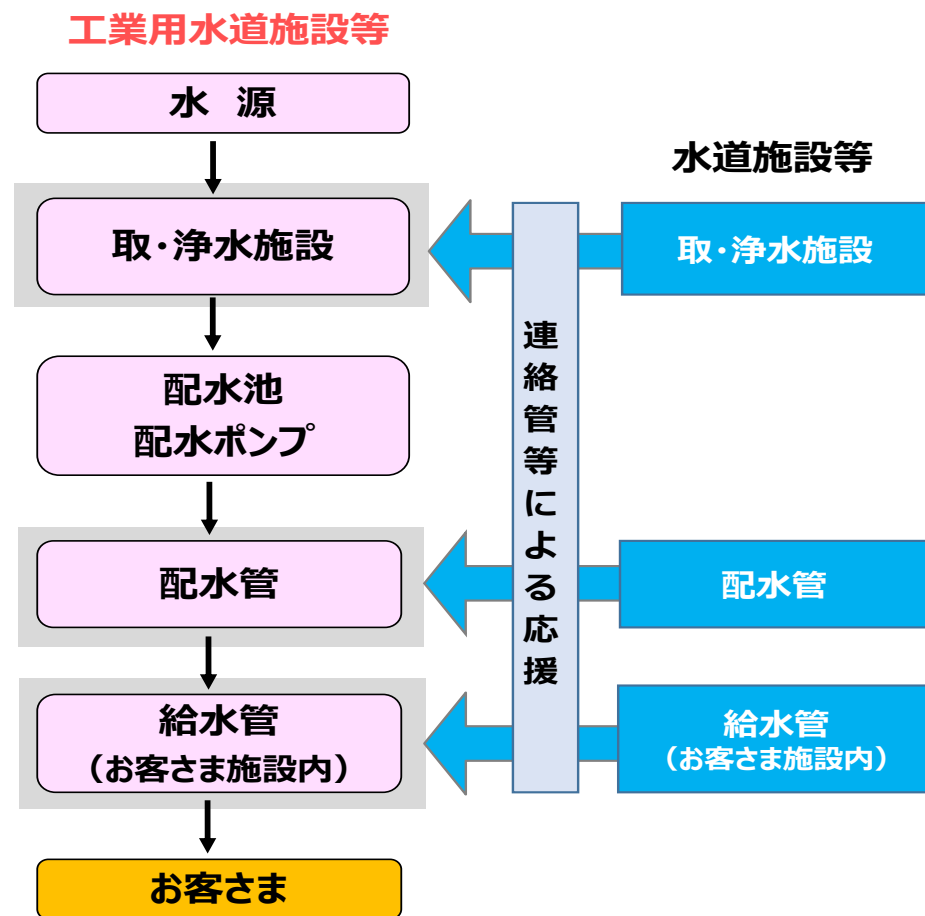 工業用水道施設等
水 源
取・浄水施設
配水池
配水ポンプ
配水管
給水管
（お客さま施設内）
お客さま
連絡管等による応援
水道施設等
取・浄水施設
配水管
給水管
（お客さま施設内）